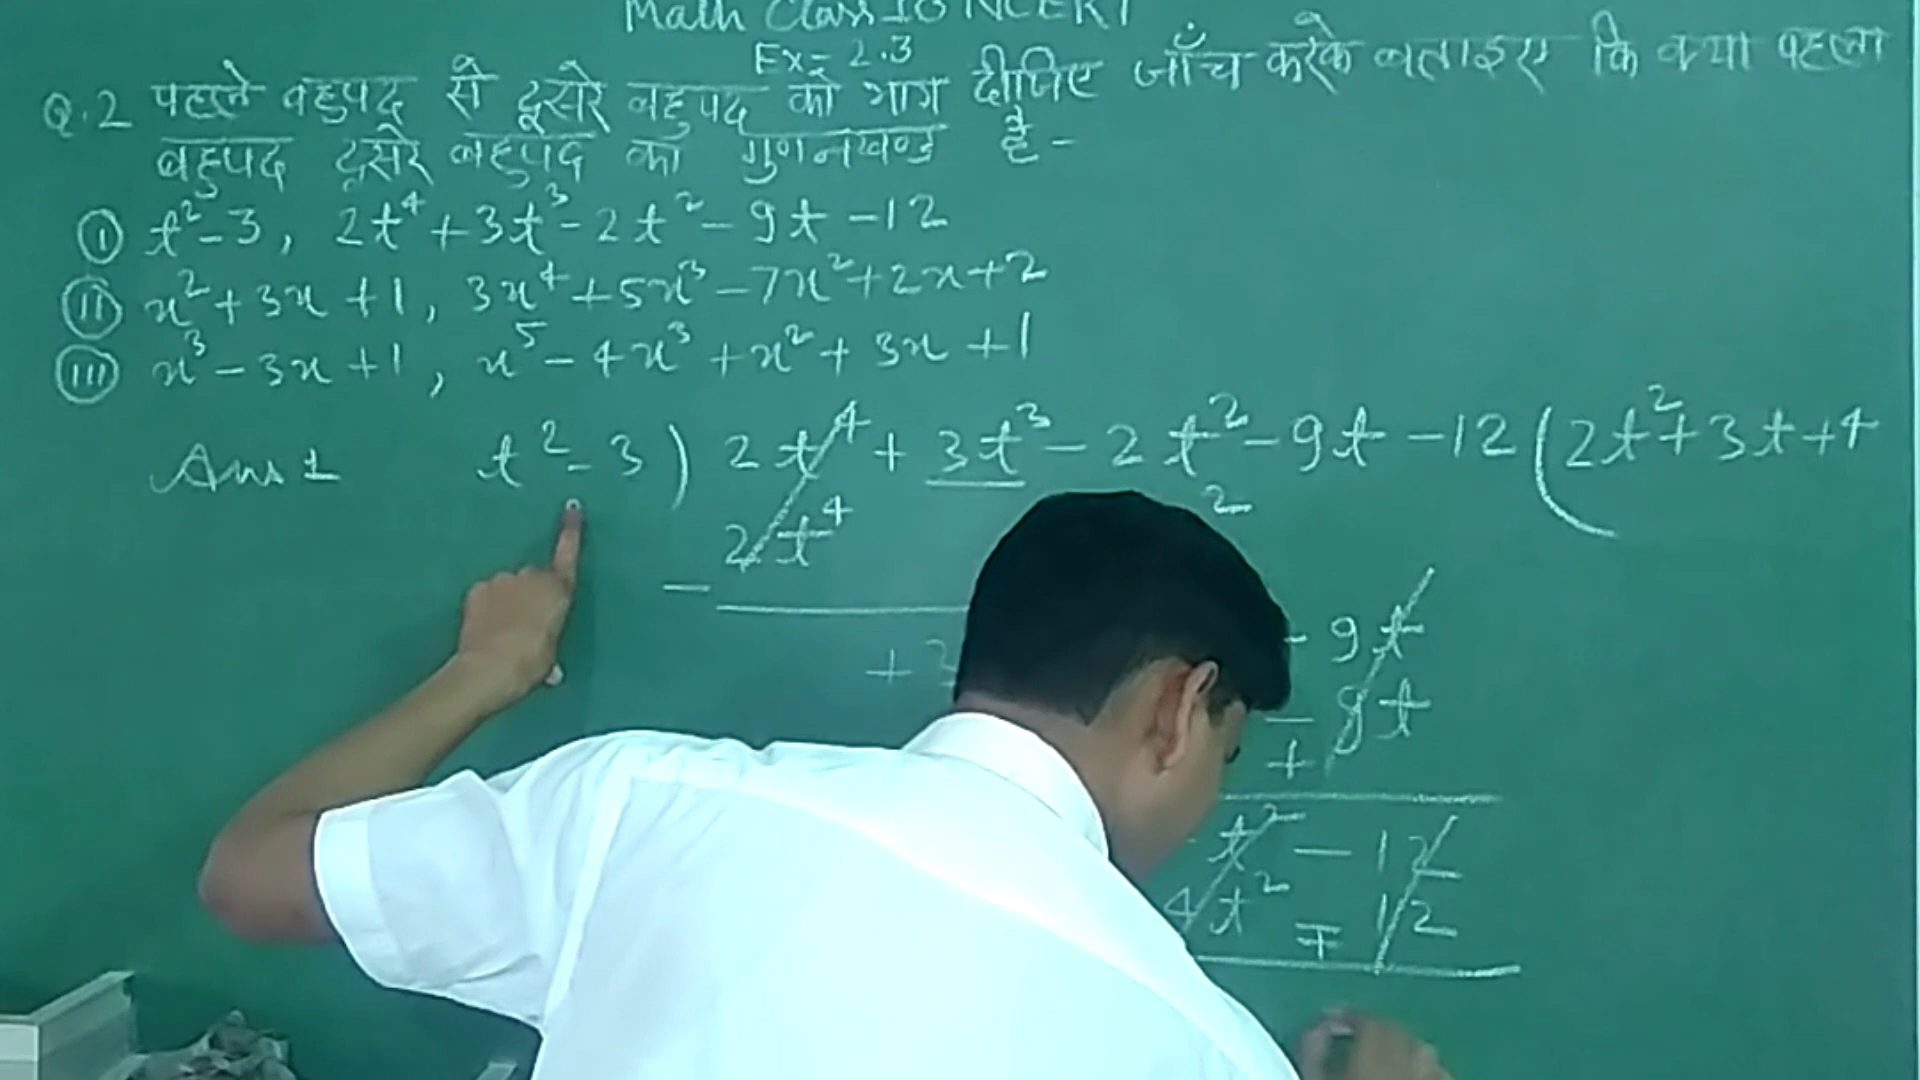 Math Class 10 NCERT
Ex- 2.3
Q.2 पहले बहुपद से दूसरे बहुपद को भाग दीजिए जाँच करके बताइए कि क्या पहला
बहुपद दूसरे बहुपद का गुणनखण्ड है -
(I) t² - 3, 2t⁴ + 3t³ - 2t² - 9t - 12
(II) x² + 3x + 1, 3x⁴ + 5x³ - 7x² + 2x + 2
(III) x³ - 3x + 1, x⁵ - 4x³ + x² + 3x + 1
Ans 1 t² - 3 ) 2t⁴ + 3t³ - 2t² - 9t - 12 ( 2t² + 3t + 4
2t⁴ ²
-
+ 3 - 9t
- 9t
+
t² - 12
4t² ∓ 12